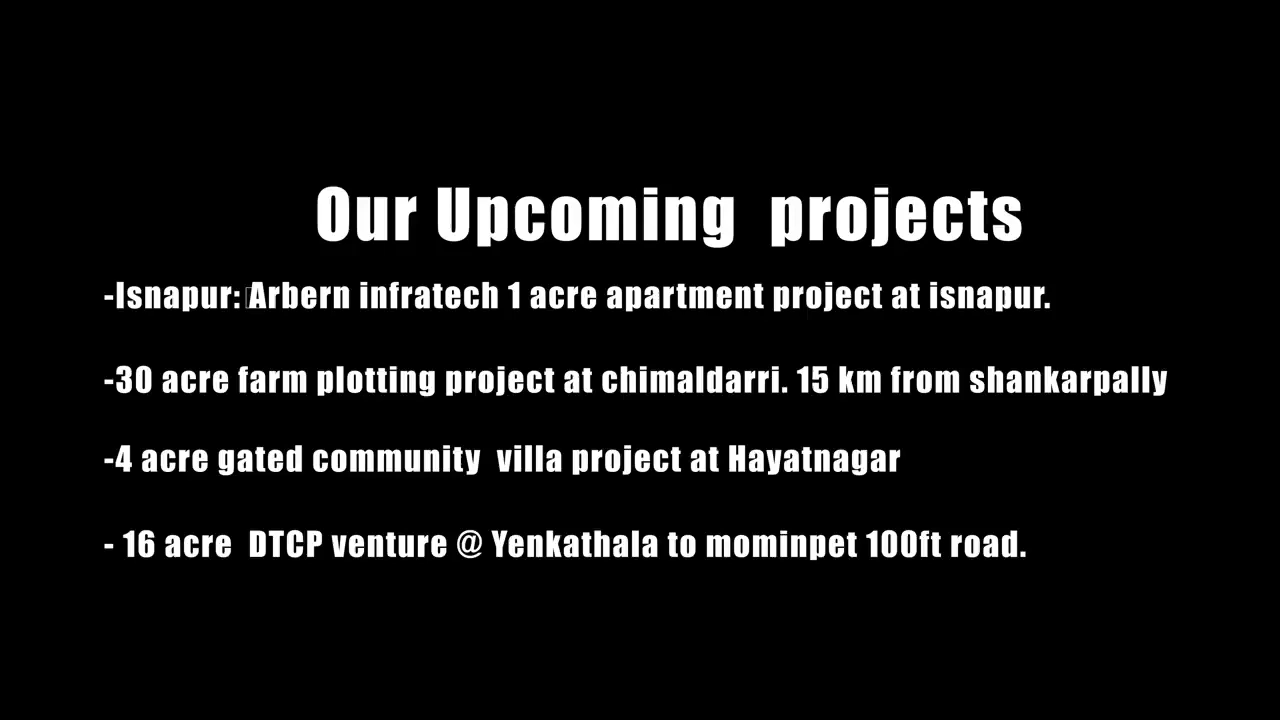 Our Upcoming projects
-Isnapur: Arbern infratech 1 acre apartment project at isnapur.
-30 acre farm plotting project at chimaldarri. 15 km from shankarpally
-4 acre gated community villa project at Hayatnagar
- 16 acre DTCP venture @ Yenkathala to mominpet 100ft road.